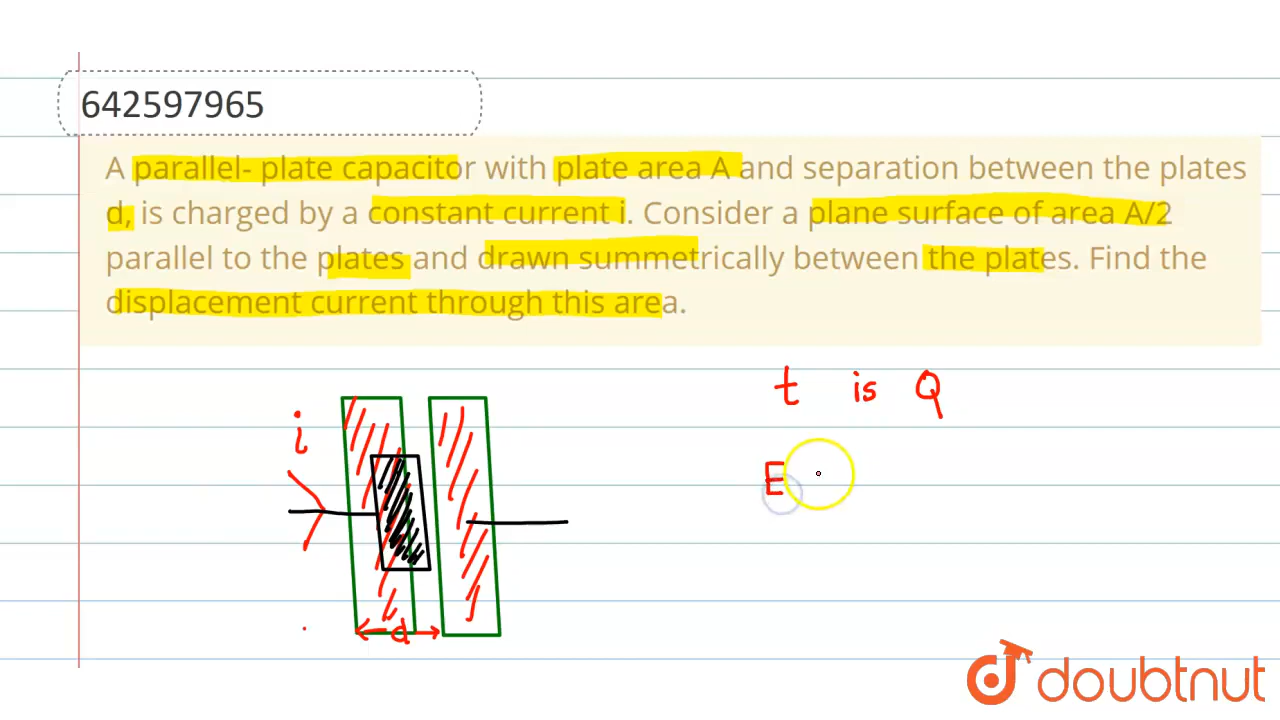 642597965
A parallel- plate capacitor with plate area A and separation between the plates
d, is charged by a constant current i. Consider a plane surface of area A/2
parallel to the plates and drawn summetrically between the plates. Find the
displacement current through this area.
t is Q
i
E
d
doubtnut